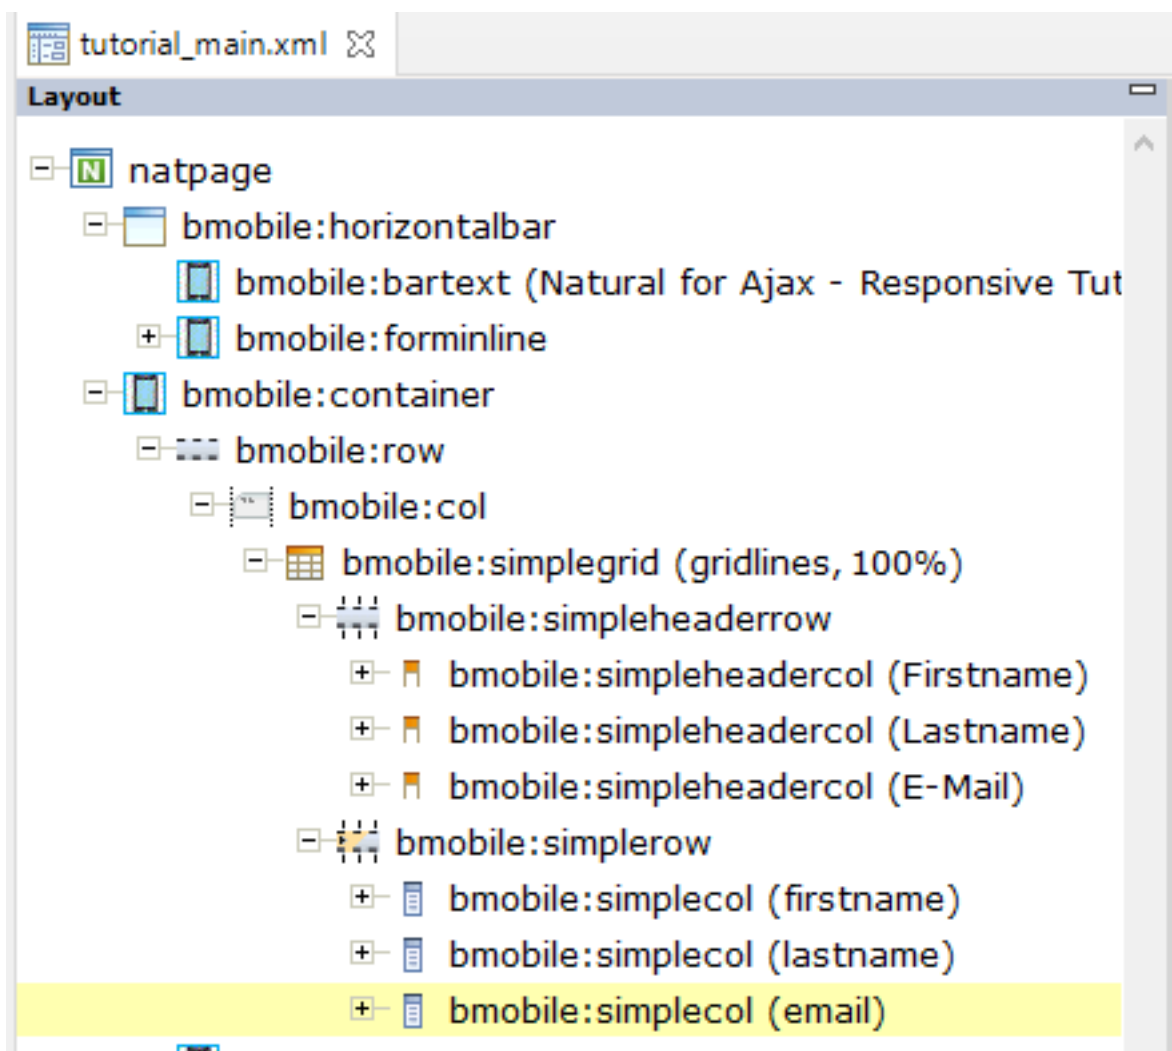 tutorial_main.xml
Layout
natpage
bmobile:horizontalbar
bmobile:bartext (Natural for Ajax - Responsive Tut
bmobile:forminline
bmobile:container
bmobile:row
bmobile:col
bmobile:simplegrid (gridlines, 100%)
bmobile:simpleheaderrow
bmobile:simpleheadercol (Firstname)
bmobile:simpleheadercol (Lastname)
bmobile:simpleheadercol (E-Mail)
bmobile:simplerow
bmobile:simplecol (firstname)
bmobile:simplecol (lastname)
bmobile:simplecol (email)